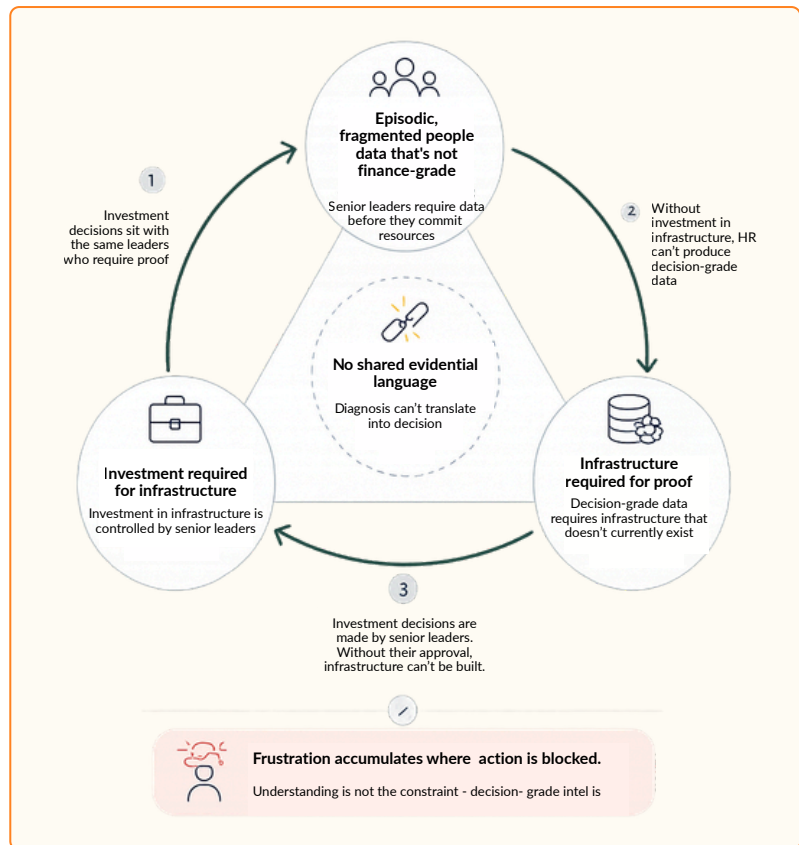 Episodic,
fragmented people
data that's not
finance-grade
Senior leaders require data
before they commit
resources
1
Investment
decisions sit with
the same leaders
who require proof
2
Without
investment in
infrastructure, HR
can't produce
decision-grade
data
No shared evidential
language
Diagnosis can't translate
into decision
Investment required
for infrastructure
Investment in infrastructure is
controlled by senior leaders
Infrastructure
required for proof
Decision-grade data
requires infrastructure that
doesn't currently exist
3
Investment decisions are
made by senior leaders.
Without their approval,
infrastructure can't be built.
Frustration accumulates where  action is blocked.
Understanding is not the constraint - decision- grade intel is